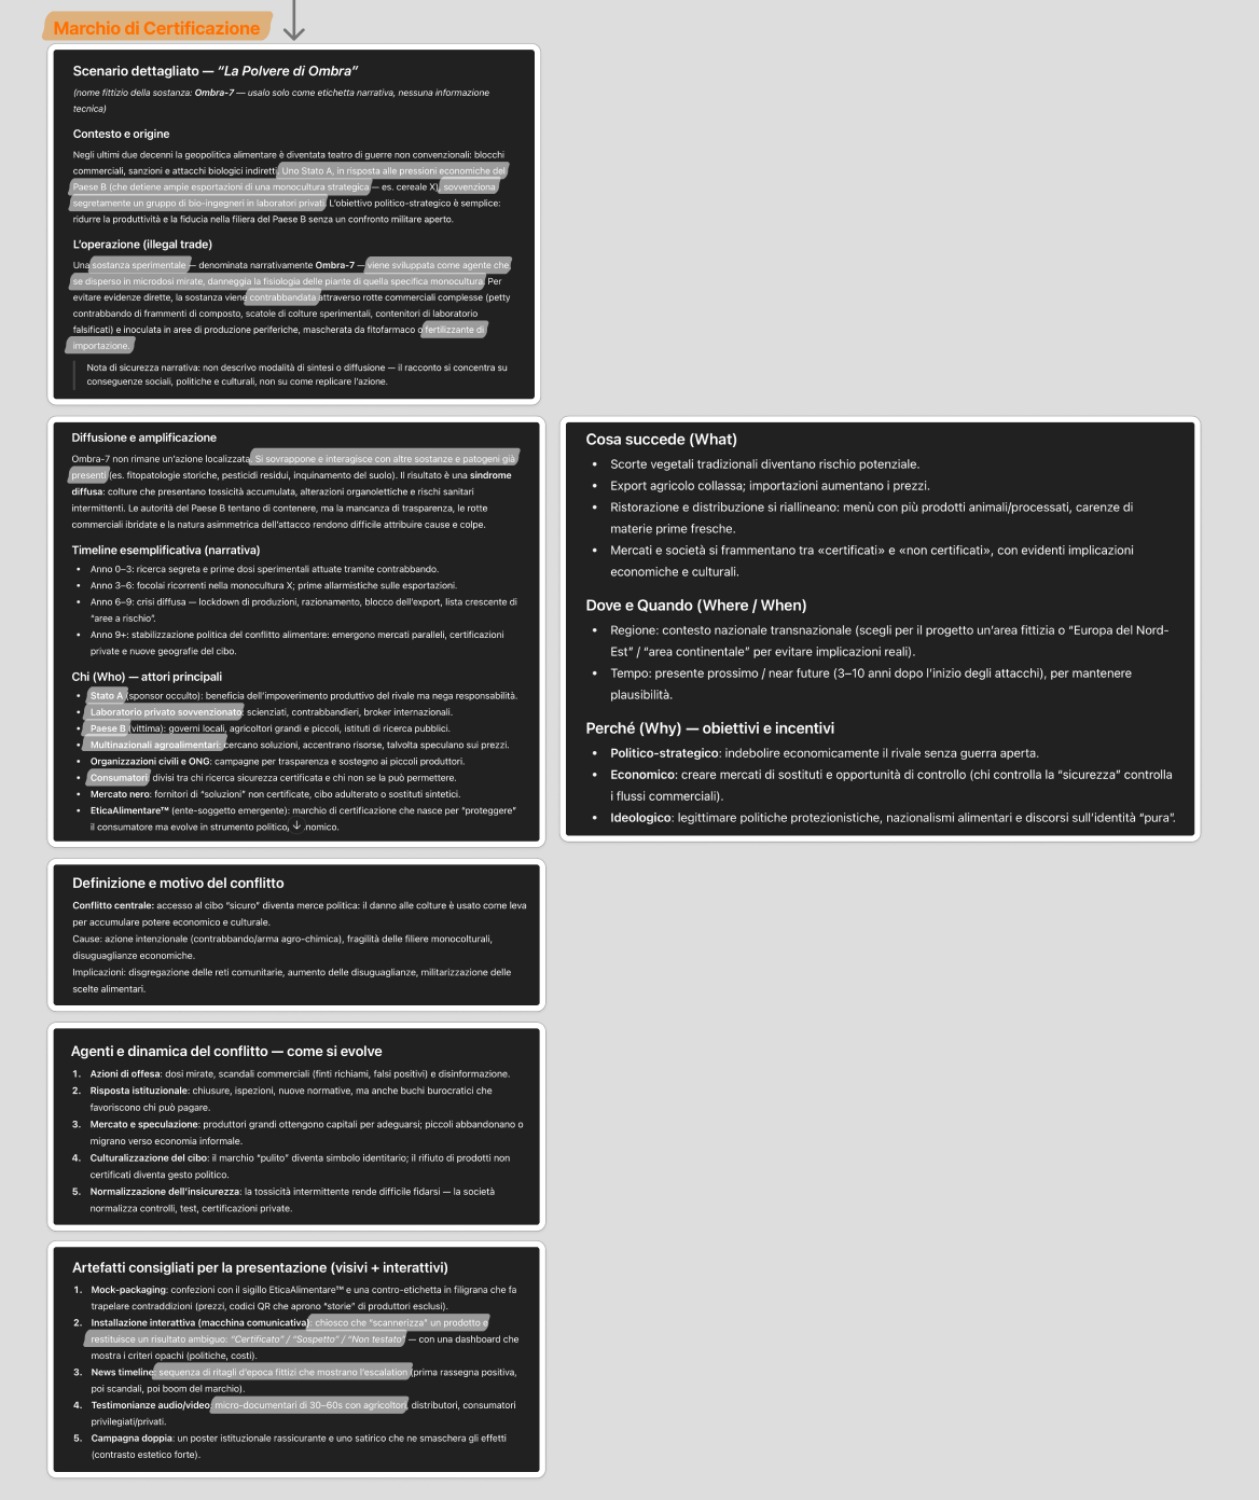 Marchio di Certificazione
Scenario dettagliato — “La Polvere di Ombra”
(nome fittizio della sostanza: Ombra-7 — usalo solo come etichetta narrativa, nessuna informazione
tecnica)
Contesto e origine
Negli ultimi due decenni la geopolitica alimentare è diventata teatro di guerre non convenzionali: blocchi
commerciali, sanzioni e attacchi biologici indiretti. Uno Stato A, in risposta alle pressioni economiche del
Paese B (che detiene ampie esportazioni di una monocultura strategica — es. cereale X), sovvenziona
segretamente un gruppo di bio-ingegneri in laboratori privati. L’obiettivo politico-strategico è semplice:
ridurre la produttività e la fiducia nella filiera del Paese B senza un confronto militare aperto.
L’operazione (illegal trade)
Una sostanza sperimentale — denominata narrativamente Ombra-7 — viene sviluppata come agente che,
se disperso in microdosi mirate, danneggia la fisiologia delle piante di quella specifica monocultura. Per
evitare evidenze dirette, la sostanza viene contrabbandata attraverso rotte commerciali complesse (petty
contrabbando di frammenti di composto, scatole di colture sperimentali, contenitori di laboratorio
falsificati) e inoculata in aree di produzione periferiche, mascherata da fitofarmaco o fertilizzante di
importazione.
Nota di sicurezza narrativa: non descrivo modalità di sintesi o diffusione — il racconto si concentra su
conseguenze sociali, politiche e culturali, non su come replicare l’azione.
Diffusione e amplificazione
Ombra-7 non rimane un’azione localizzata. Si sovrappone e interagisce con altre sostanze e patogeni già
presenti (es. fitopatologie storiche, pesticidi residui, inquinamento del suolo). Il risultato è una sindrome
diffusa: colture che presentano tossicità accumulata, alterazioni organolettiche e rischi sanitari
intermittenti. Le autorità del Paese B tentano di contenere, ma la mancanza di trasparenza, le rotte
commerciali ibridate e la natura asimmetrica dell’attacco rendono difficile attribuire cause e colpe.
Timeline esemplificativa (narrativa)
• Anno 0–3: ricerca segreta e prime dosi sperimentali attuate tramite contrabbando.
• Anno 3–6: focolai ricorrenti nella monocultura X; prime allarmistiche sulle esportazioni.
• Anno 6–9: crisi diffusa — lockdown di produzioni, razionamento, blocco dell’export, lista crescente di
“aree a rischio”.
• Anno 9+: stabilizzazione politica del conflitto alimentare: emergono mercati paralleli, certificazioni
private e nuove geografie del cibo.
Chi (Who) — attori principali
• Stato A (sponsor occulto): beneficia dell’impoverimento produttivo del rivale ma nega responsabilità.
• Laboratorio privato sovvenzionato: scienziati, contrabbandieri, broker internazionali.
• Paese B (vittima): governi locali, agricoltori grandi e piccoli, istituti di ricerca pubblici.
• Multinazionali agroalimentari: cercano soluzioni, accentrano risorse, talvolta speculano sui prezzi.
• Organizzazioni civili e ONG: campagne per trasparenza e sostegno ai piccoli produttori.
• Consumatori: divisi tra chi ricerca sicurezza certificata e chi non se la può permettere.
• Mercato nero: fornitori di “soluzioni” non certificate, cibo adulterato o sostituti sintetici.
• EticaAlimentare™ (ente-soggetto emergente): marchio di certificazione che nasce per “proteggere”
il consumatore ma evolve in strumento politico, nomico.
Cosa succede (What)
• Scorte vegetali tradizionali diventano rischio potenziale.
• Export agricolo collassa; importazioni aumentano i prezzi.
• Ristorazione e distribuzione si riallineano: menù con più prodotti animali/processati, carenze di
materie prime fresche.
• Mercati e società si frammentano tra «certificati» e «non certificati», con evidenti implicazioni
economiche e culturali.
Dove e Quando (Where / When)
• Regione: contesto nazionale transnazionale (scegli per il progetto un’area fittizia o “Europa del Nord-
Est” / “area continentale” per evitare implicazioni reali).
• Tempo: presente prossimo / near future (3–10 anni dopo l’inizio degli attacchi), per mantenere
plausibilità.
Perché (Why) — obiettivi e incentivi
• Politico-strategico: indebolire economicamente il rivale senza guerra aperta.
• Economico: creare mercati di sostituti e opportunità di controllo (chi controlla la “sicurezza” controlla
i flussi commerciali).
• Ideologico: legittimare politiche protezionistiche, nazionalismi alimentari e discorsi sull’identità “pura”.
Definizione e motivo del conflitto
Conflitto centrale: accesso al cibo “sicuro” diventa merce politica: il danno alle colture è usato come leva
per accumulare potere economico e culturale.
Cause: azione intenzionale (contrabbando/arma agro-chimica), fragilità delle filiere monocolturali,
disuguaglianze economiche.
Implicazioni: disgregazione delle reti comunitarie, aumento delle disuguaglianze, militarizzazione delle
scelte alimentari.
Agenti e dinamica del conflitto — come si evolve
1. Azioni di offesa: dosi mirate, scandali commerciali (finti richiami, falsi positivi) e disinformazione.
2. Risposta istituzionale: chiusure, ispezioni, nuove normative, ma anche buchi burocratici che
favoriscono chi può pagare.
3. Mercato e speculazione: produttori grandi ottengono capitali per adeguarsi; piccoli abbandonano o
migrano verso economia informale.
4. Culturalizzazione del cibo: il marchio “pulito” diventa simbolo identitario; il rifiuto di prodotti non
certificati diventa gesto politico.
5. Normalizzazione dell’insicurezza: la tossicità intermittente rende difficile fidarsi — la società
normalizza controlli, test, certificazioni private.
Artefatti consigliati per la presentazione (visivi + interattivi)
1. Mock-packaging: confezioni con il sigillo EticaAlimentare™ e una contro-etichetta in filigrana che fa
trapelare contraddizioni (prezzi, codici QR che aprono “storie” di produttori esclusi).
2. Installazione interattiva (macchina comunicativa): chiosco che “scannerizza” un prodotto e
restituisce un risultato ambiguo: “Certificato” / “Sospetto” / “Non testato” — con una dashboard che
mostra i criteri opachi (politiche, costi).
3. News timeline: sequenza di ritagli d’epoca fittizi che mostrano l’escalation (prima rassegna positiva,
poi scandali, poi boom del marchio).
4. Testimonianze audio/video: micro-documentari di 30–60s con agricoltori, distributori, consumatori
privilegiati/privati.
5. Campagna doppia: un poster istituzionale rassicurante e uno satirico che ne smaschera gli effetti
(contrasto estetico forte).